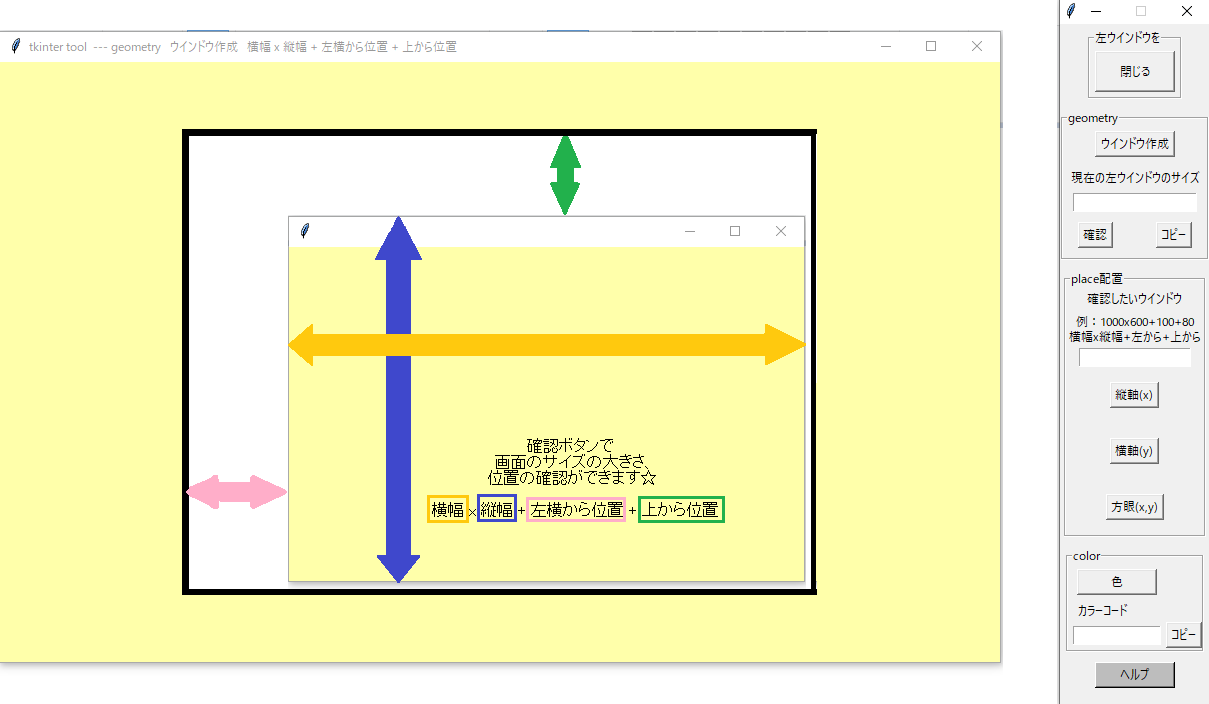 tkinter tool --- geometry ウインドウ作成 横幅 x 縦幅 + 左横から位置 + 上から位置
確認ボタンで
画面のサイズの大きさ、
位置の確認ができます☆
横幅×縦幅+左横から位置+上から位置
左ウインドウを
閉じる
geometry
ウインドウ作成
現在の左ウインドウのサイズ
確認 コピー
place配置
確認したいウインドウ
例：1000x600+100+80
横幅x縦幅+左から+上から
縦軸(x)
横軸(y)
方眼(x,y)
color
色
カラーコード
コピー
ヘルプ